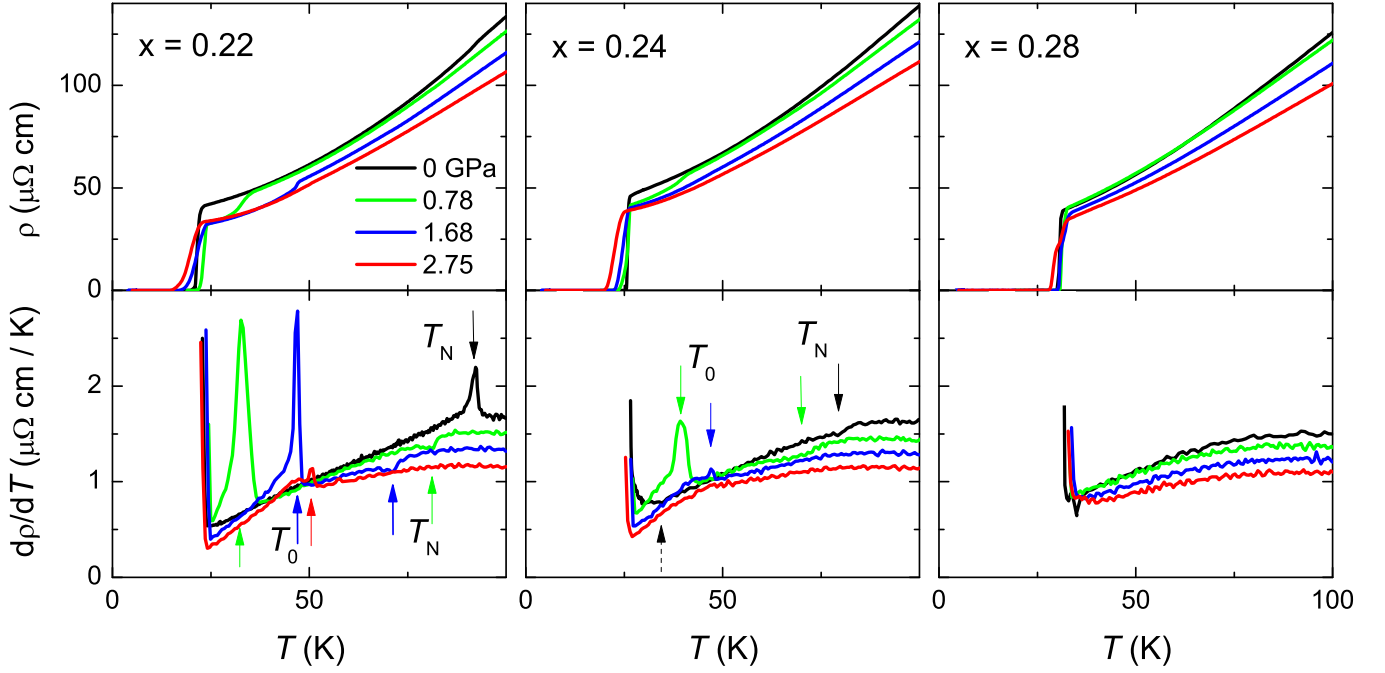 x = 0.22
x = 0.24
x = 0.28
100
50
0
ρ (μΩ cm)
0 GPa
0.78
1.68
2.75
T_N
T_0
T_N
T_0
T_N
2
1
0
dρ/dT (μΩ cm / K)
0 50 0 50 0 50 100
T (K) T (K) T (K)